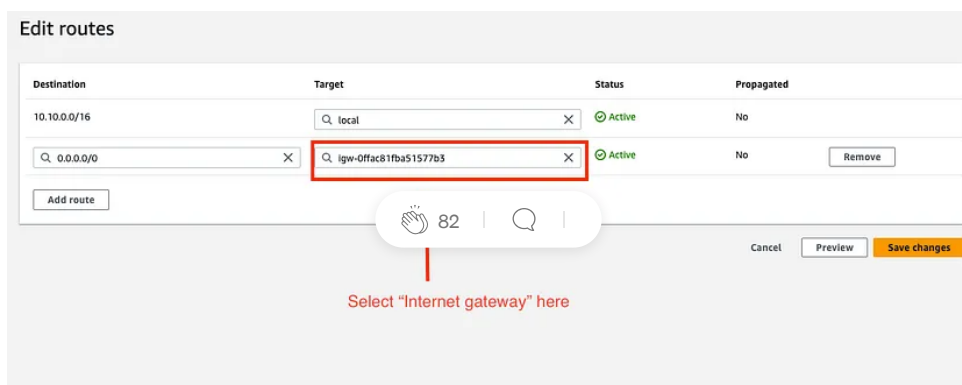 Edit routes
Destination Target Status Propagated
10.10.0.0/16 local Active No
0.0.0.0/0 igw-0ffac81fba51577b3 Active No Remove
Add route
82
Cancel Preview Save changes
Select “Internet gateway” here